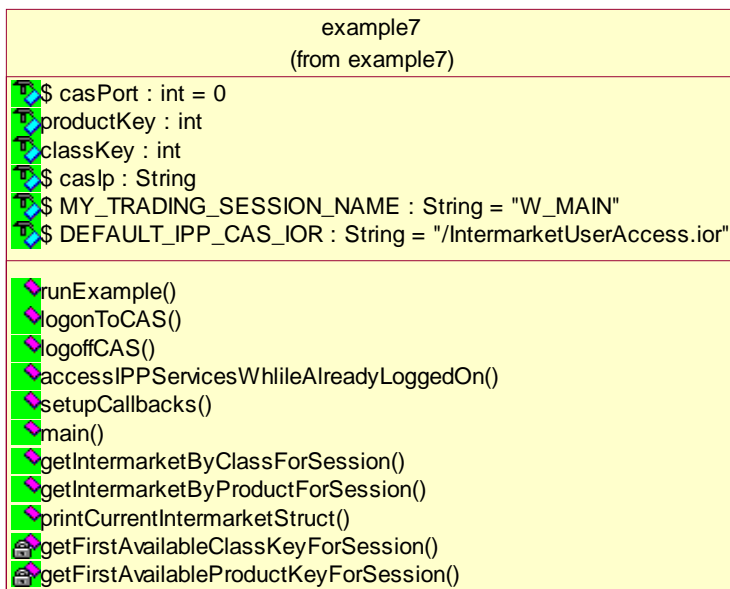 example7
(from example7)
$ casPort : int = 0
productKey : int
classKey : int
$ casIp : String
$ MY_TRADING_SESSION_NAME : String = "W_MAIN"
$ DEFAULT_IPP_CAS_IOR : String = "/IntermarketUserAccess.ior"
runExample()
logonToCAS()
logoffCAS()
accessIPPServicesWhlileAlreadyLoggedOn()
setupCallbacks()
main()
getIntermarketByClassForSession()
getIntermarketByProductForSession()
printCurrentIntermarketStruct()
getFirstAvailableClassKeyForSession()
getFirstAvailableProductKeyForSession()